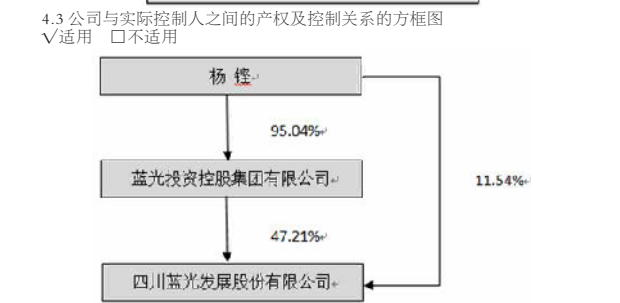 4.3 公司与实际控制人之间的产权及控制关系的方框图
√适用 □不适用
杨 铿
95.04%
蓝光投资控股集团有限公司
11.54%
47.21%
四川蓝光发展股份有限公司